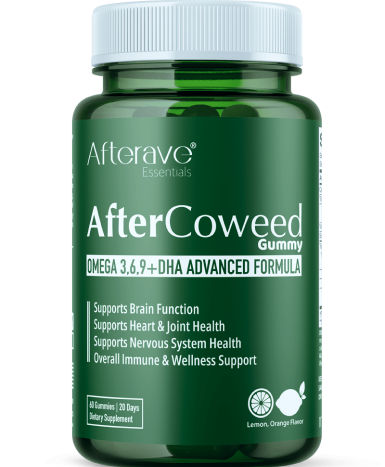 Afterave®
Essentials
AfterCoweed
Gummy
OMEGA 3,6,9+DHA ADVANCED FORMULA
Supports Brain Function
Supports Heart & Joint Health
Supports Nervous System Health
Overall Immune & Wellness Support
60 Gummies | 20 Days
Dietary Supplement
Lemon, Orange Flavor